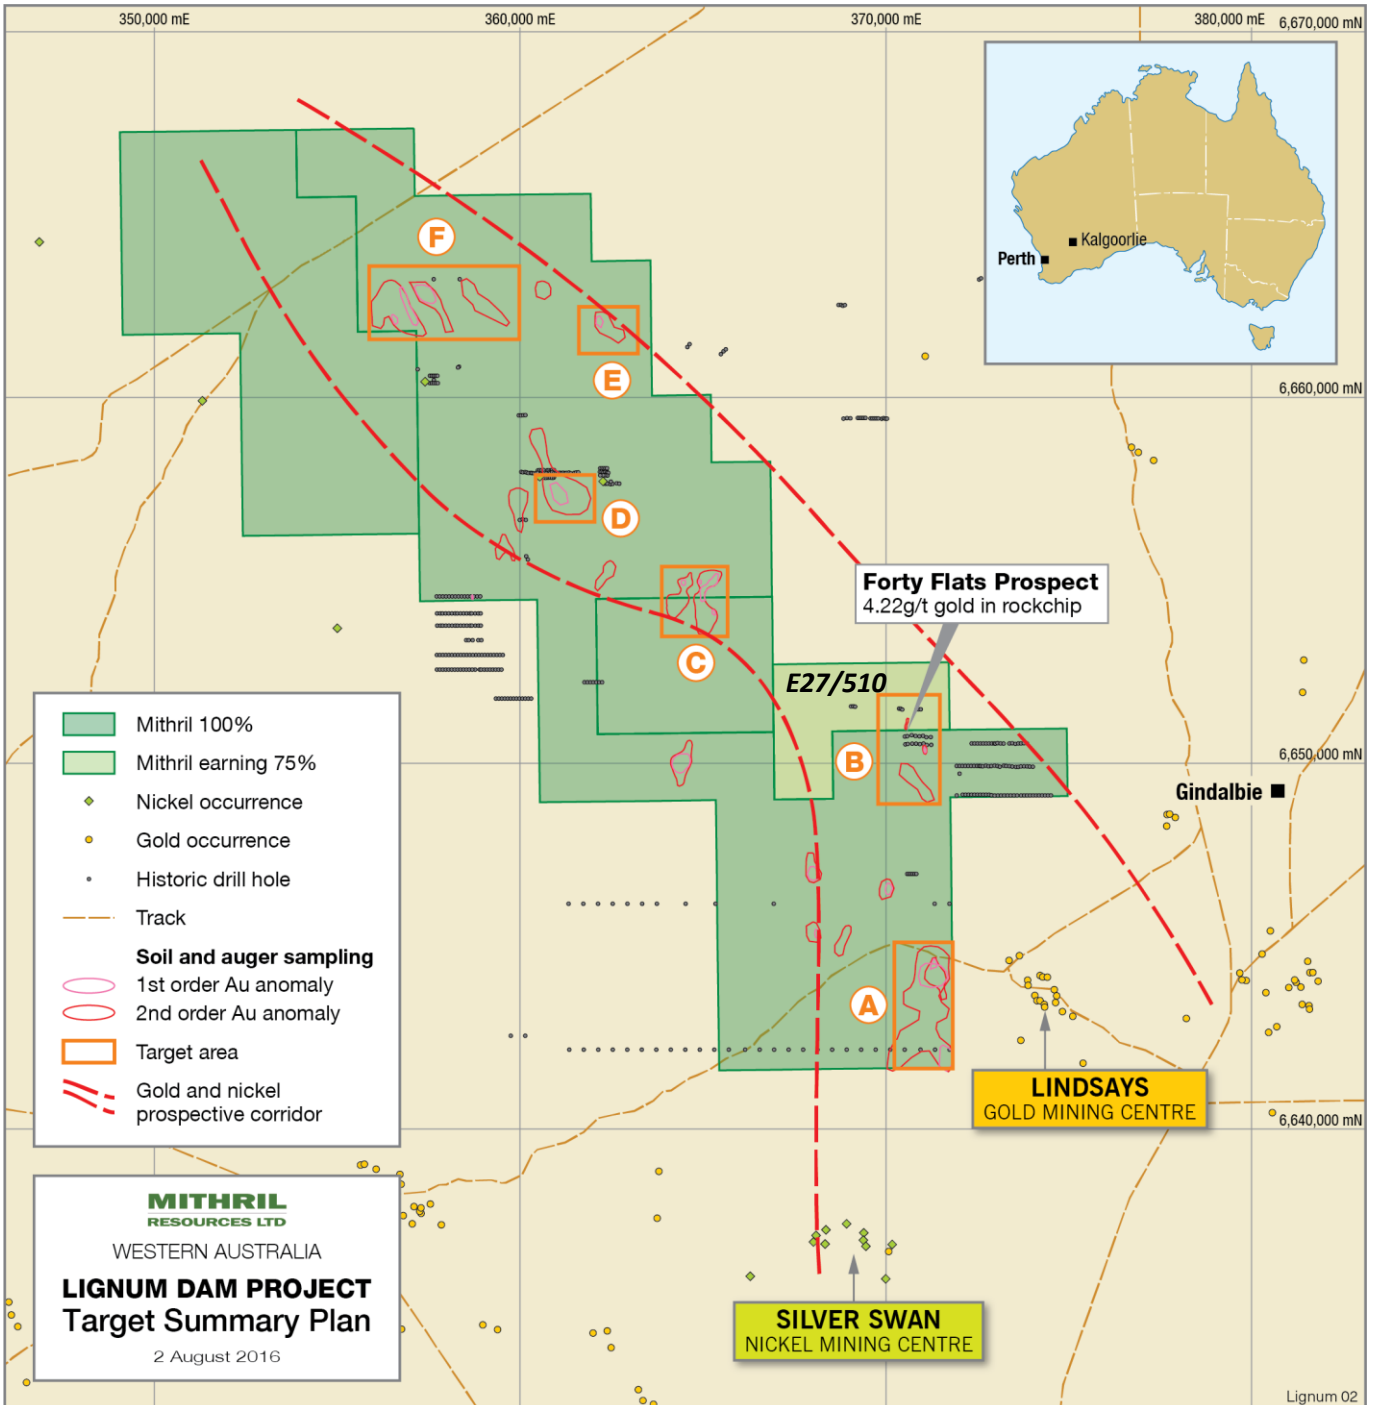 350,000 mE
360,000 mE
370,000 mE
380,000 mE
6,670,000 mN
Kalgoorlie
Perth
F
E
6,660,000 mN
D
Forty Flats Prospect
4.22g/t gold in rockchip
C
E27/510
B
6,650,000 mN
Gindalbie
A
Mithril 100%
Mithril earning 75%
Nickel occurrence
Gold occurrence
Historic drill hole
Track
Soil and auger sampling
1st order Au anomaly
2nd order Au anomaly
Target area
Gold and nickel
prospective corridor
LINDSAYS
GOLD MINING CENTRE
6,640,000 mN
MITHRIL
RESOURCES LTD
WESTERN AUSTRALIA
LIGNUM DAM PROJECT
Target Summary Plan
2 August 2016
SILVER SWAN
NICKEL MINING CENTRE
Lignum 02